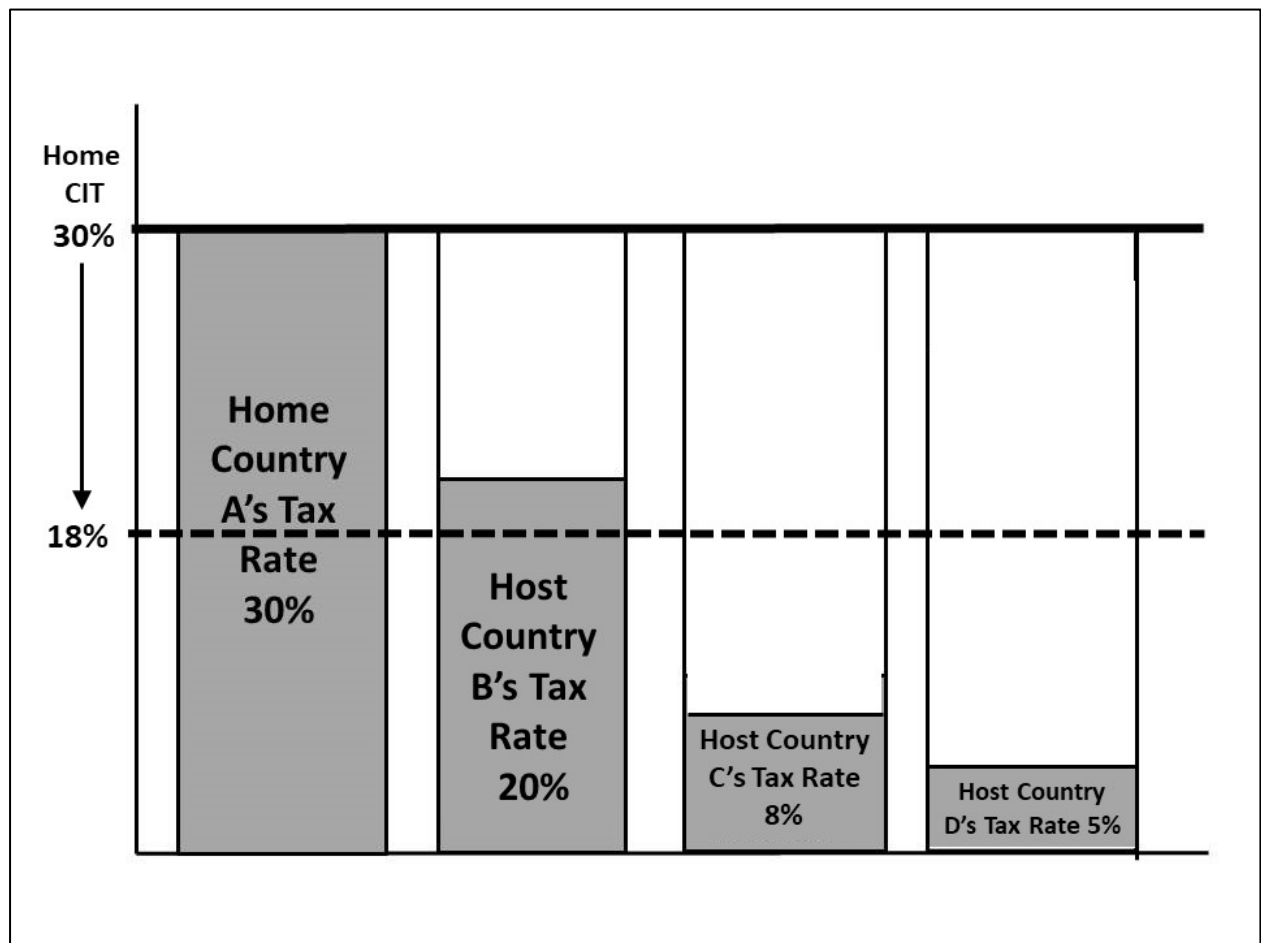 Home
CIT
30%
18%
Home
Country
A's Tax
Rate
30%
Host
Country
B's Tax
Rate
20%
Host Country
C's Tax Rate
8%
Host Country
D's Tax Rate 5%